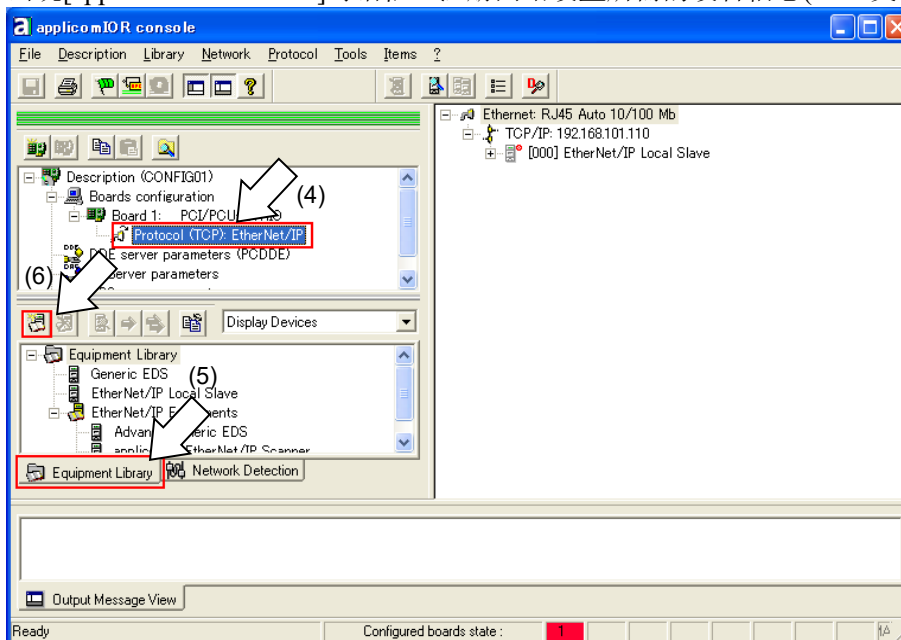 applicomIOR console
File Description Library Network Protocol Tools Items ?
Ethernet: RJ45 Auto 10/100 Mb
TCP/IP: 192.168.101.110
[000] EtherNet/IP Local Slave
Description (CONFIG01)
Boards configuration
(4)
Board 1: PCI/PCU
Protocol (TCP): EtherNet/IP
DDE server parameters (PCDDE)
(6)
server parameters
Display Devices
Equipment Library
Generic EDS
(5)
EtherNet/IP Local Slave
EtherNet/IP
EtherNet/IP Scanner
Equipment Library
Network Detection
Output Message View
Ready
Configured boards state :
1